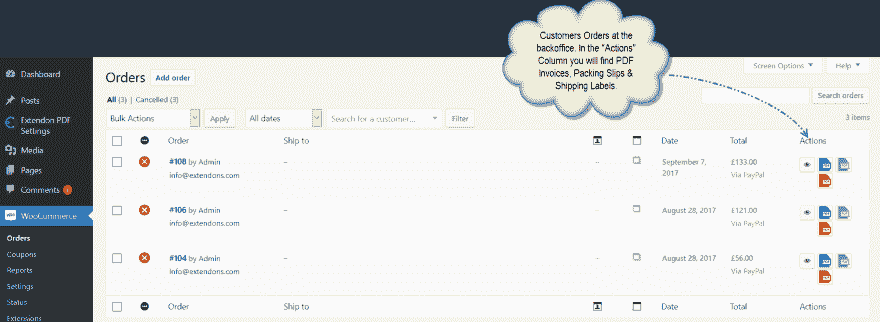 Customers Orders at the
backoffice. In the "Actions"
Column you will find PDF
Invoices, Packing Slips &
Shipping Labels.
Dashboard
Posts
Extendon PDF
Settings
Media
Pages
Comments
WooCommerce
Orders
Coupons
Reports
Settings
Status
Extensions
Screen Options
Help
Orders Add order
All (3) | Cancelled (3)
Search orders
Bulk Actions Apply All dates Search for a customer... Filter
3 items
Order Ship to Date Total Actions
#108 by Admin – – September 7, £133.00
info@extendons.com 2017 Via PayPal
#106 by Admin – – August 28, 2017 £121.00
info@extendons.com Via PayPal
#104 by Admin – – August 28, 2017 £56.00
info@extendons.com Via PayPal
Order Ship to Date Total Actions